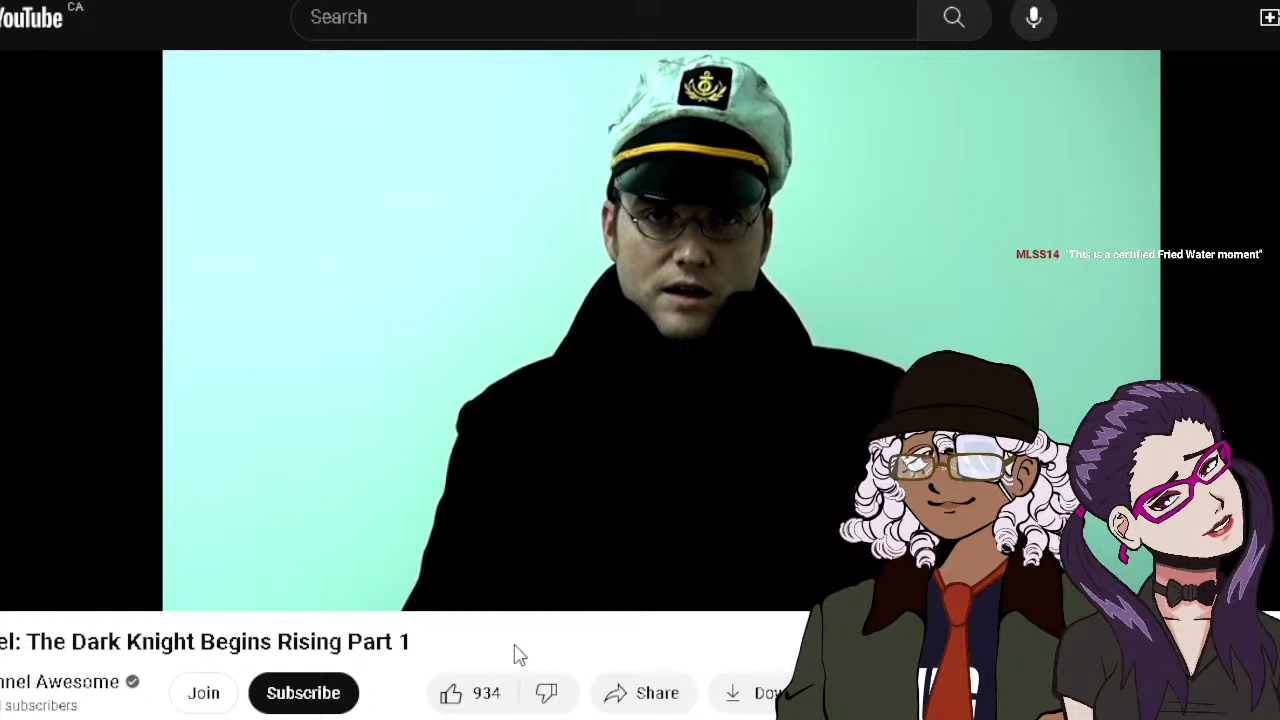 YouTube CA
Search
MLSS14 "This is a certified Fried Water moment"
el: The Dark Knight Begins Rising Part 1
nnel Awesome
Join
Subscribe
934
Share
Dow
subscribers